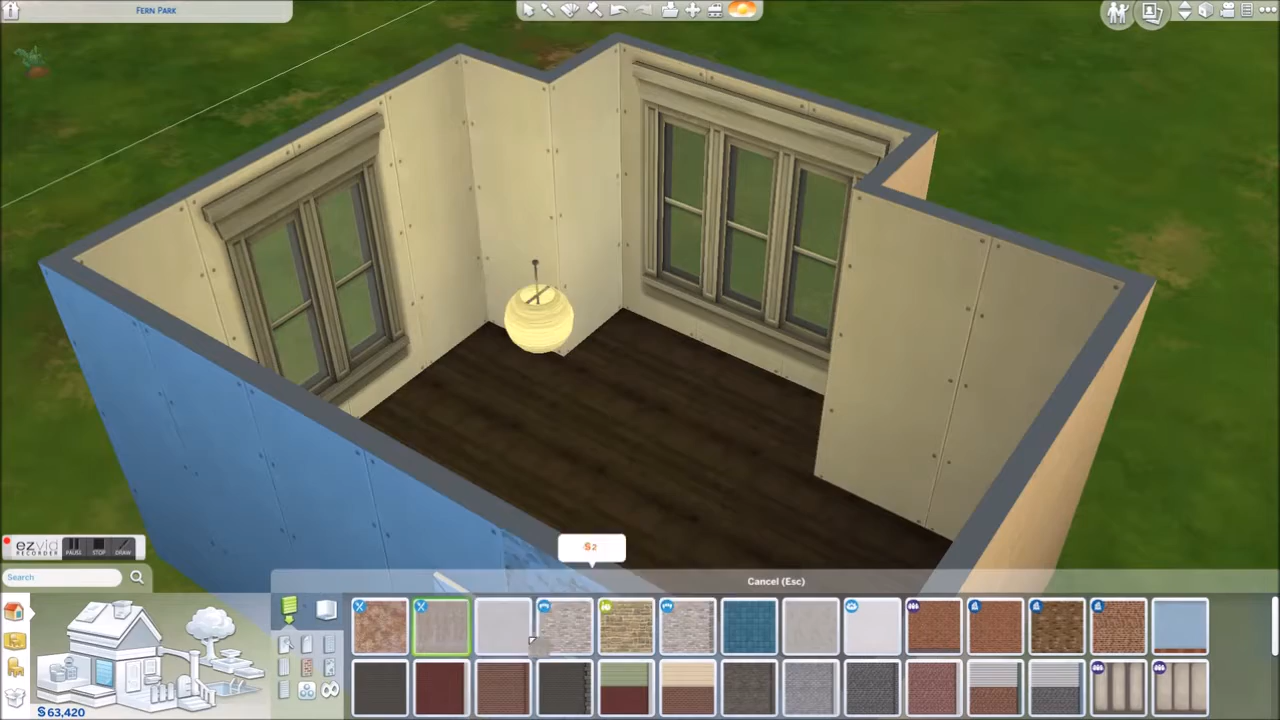 FERN PARK
ezvid
RECORDER
PAUSE
STOP
DRAW
§2
Search
Cancel (Esc)
§63,420